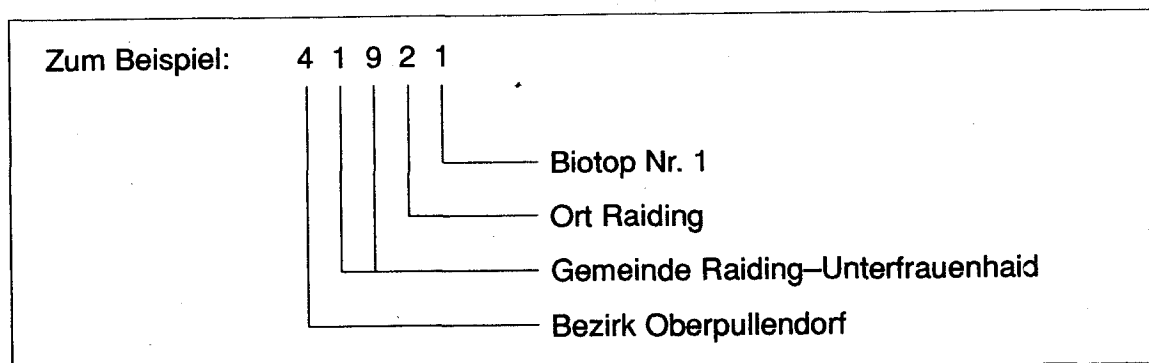 Zum Beispiel: 4 1 9 2 1
Biotop Nr. 1
Ort Raiding
Gemeinde Raiding–Unterfrauenhaid
Bezirk Oberpullendorf